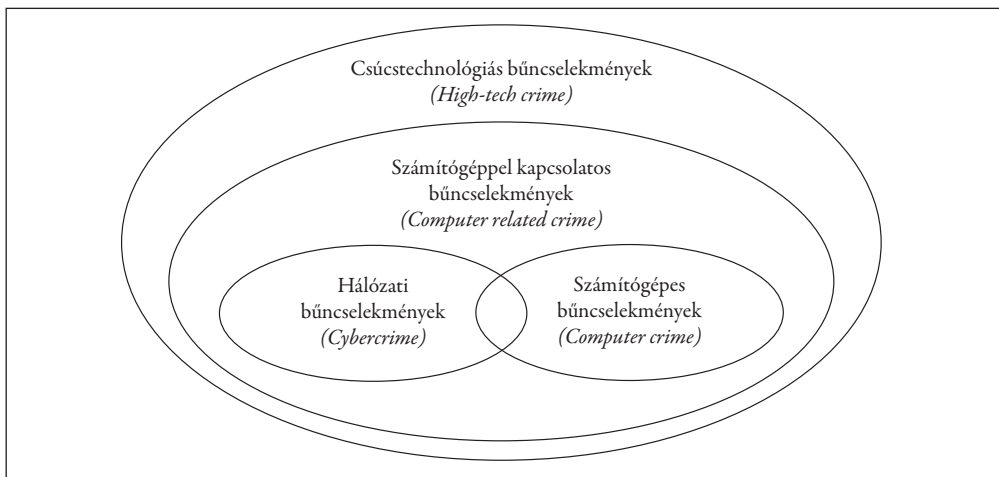 Csúcstechnológiás bűncselekmények
(High-tech crime)
Számítógéppel kapcsolatos
bűncselekmények
(Computer related crime)
Hálózati
bűncselekmények
(Cybercrime)
Számítógépes
bűncselekmények
(Computer crime)